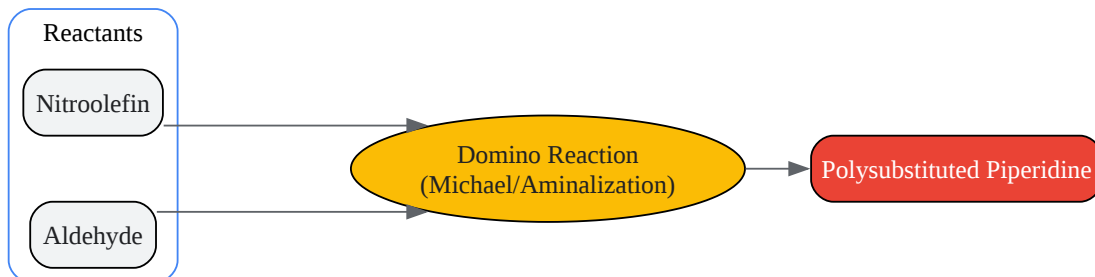 Reactants
Nitroolefin
Aldehyde
Domino Reaction
(Michael/Aminalization)
Polysubstituted Piperidine